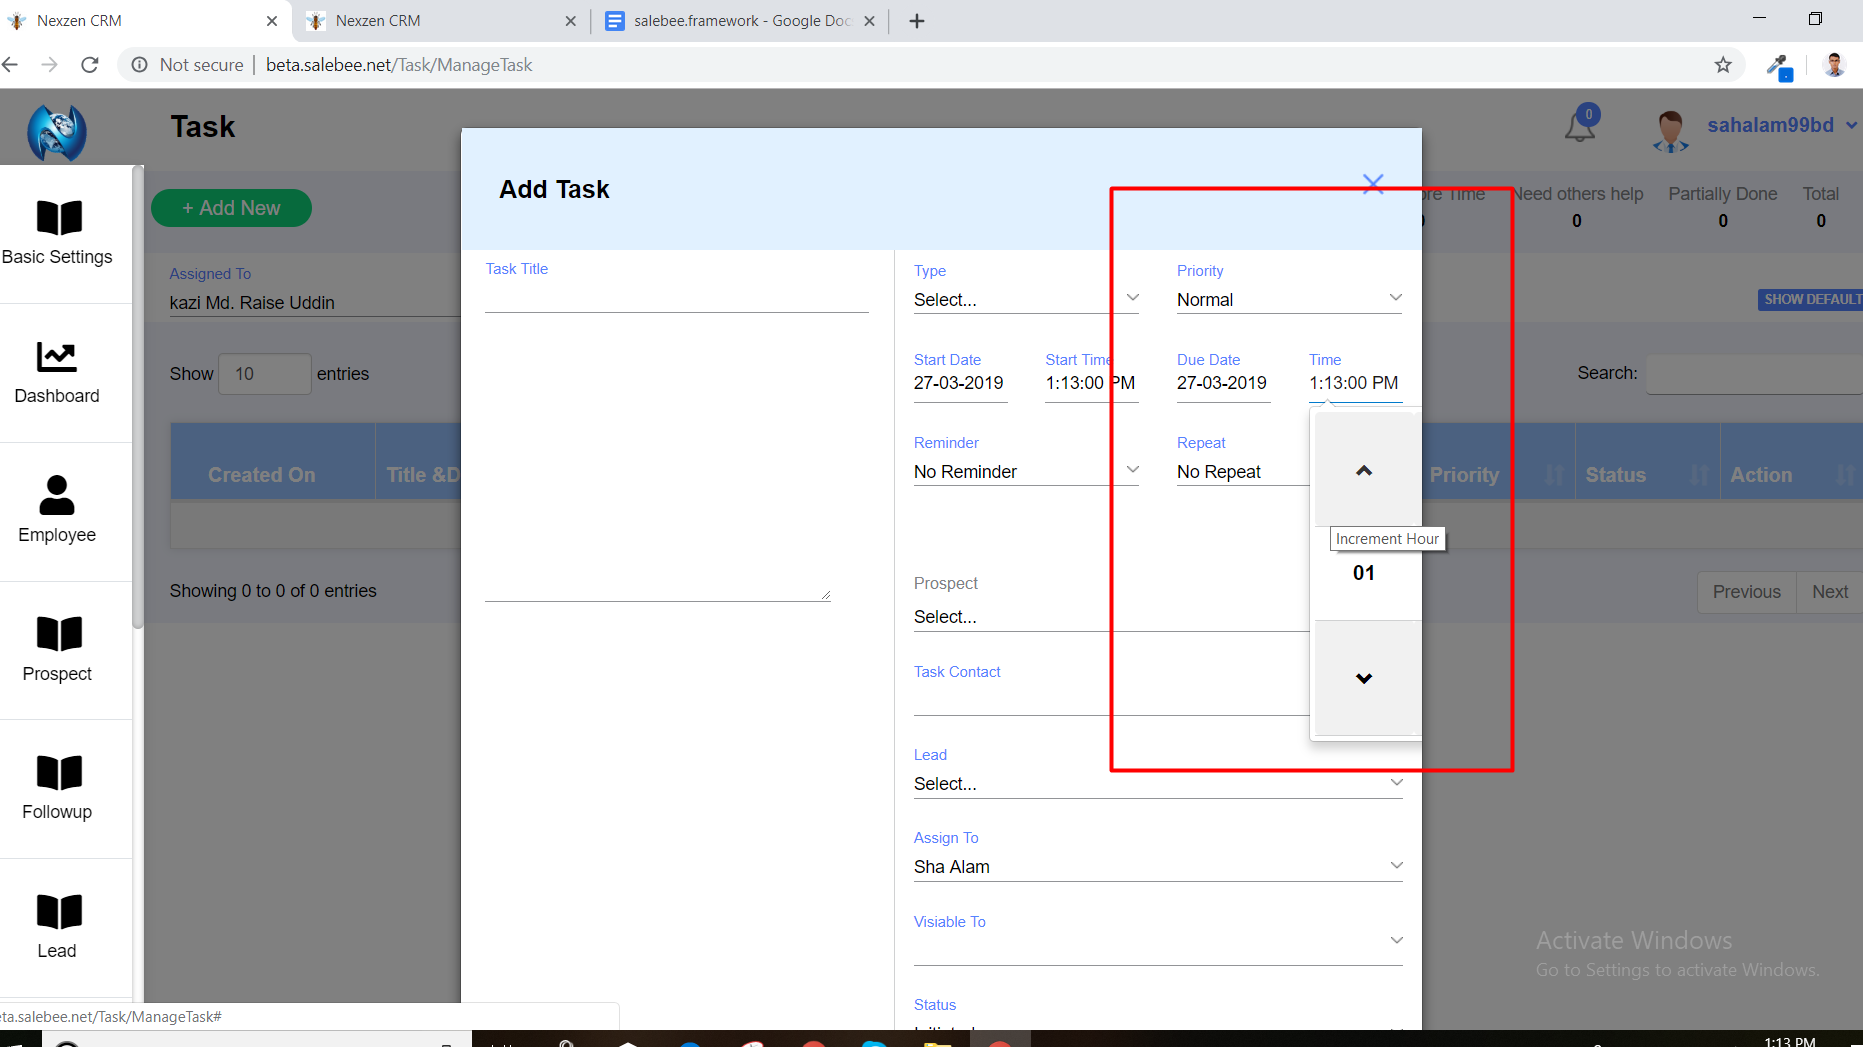 Nexzen CRM
Nexzen CRM
salebee.framework - Google Doc
Not secure | beta.salebee.net/Task/ManageTask
Task
0
sahalam99bd
Basic Settings
Dashboard
Employee
Prospect
Followup
Lead
+ Add New
Time
Need others help
Partially Done
Total
0
0
0
Assigned To
kazi Md. Raise Uddin
SHOW DEFAULT
Show 10 entries
Search:
Created On
Title &D
Priority
Status
Action
Showing 0 to 0 of 0 entries
Previous
Next
Add Task
Task Title
Type
Select...
Priority
Normal
Start Date
27-03-2019
Start Time
1:13:00 PM
Due Date
27-03-2019
Time
1:13:00 PM
Reminder
No Reminder
Repeat
No Repeat
Increment Hour
01
Prospect
Select...
Task Contact
Lead
Select...
Assign To
Sha Alam
Visiable To
Status
Activate Windows
Go to Settings to activate Windows.
eta.salebee.net/Task/ManageTask#
1:13 PM